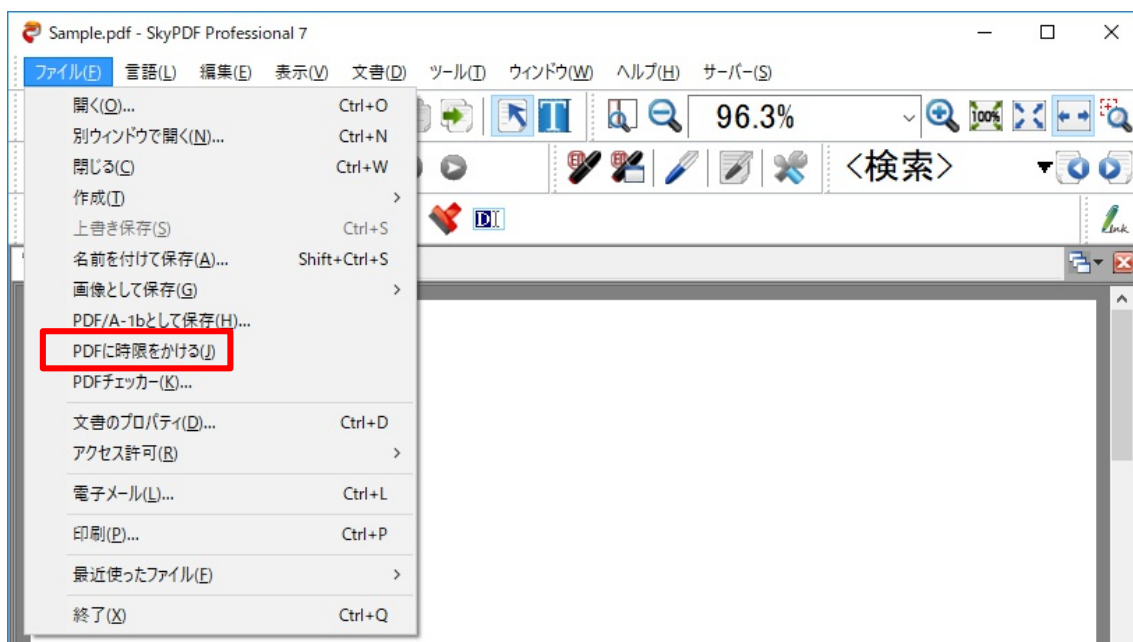 Sample.pdf - SkyPDF Professional 7
ファイル(F) 言語(L) 編集(E) 表示(V) 文書(D) ツール(T) ウィンドウ(W) ヘルプ(H) サーバー(S)
開く(O)... Ctrl+O
別ウィンドウで開く(N)... Ctrl+N
閉じる(C) Ctrl+W
作成(T)
上書き保存(S) Ctrl+S
名前を付けて保存(A)... Shift+Ctrl+S
画像として保存(G)
PDF/A-1bとして保存(H)...
PDFに時限をかける(J)
PDFチェッカー(K)...
文書のプロパティ(D)... Ctrl+D
アクセス許可(R)
電子メール(L)... Ctrl+L
印刷(P)... Ctrl+P
最近使ったファイル(F)
終了(X) Ctrl+Q
96.3%
100%
<検索>
D
Link